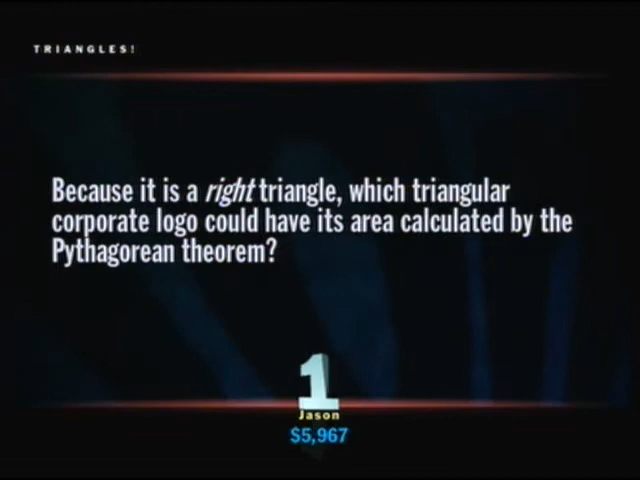 TRIANGLES!
Because it is a right triangle, which triangular
corporate logo could have its area calculated by the
Pythagorean theorem?
1
Jason
$5,967